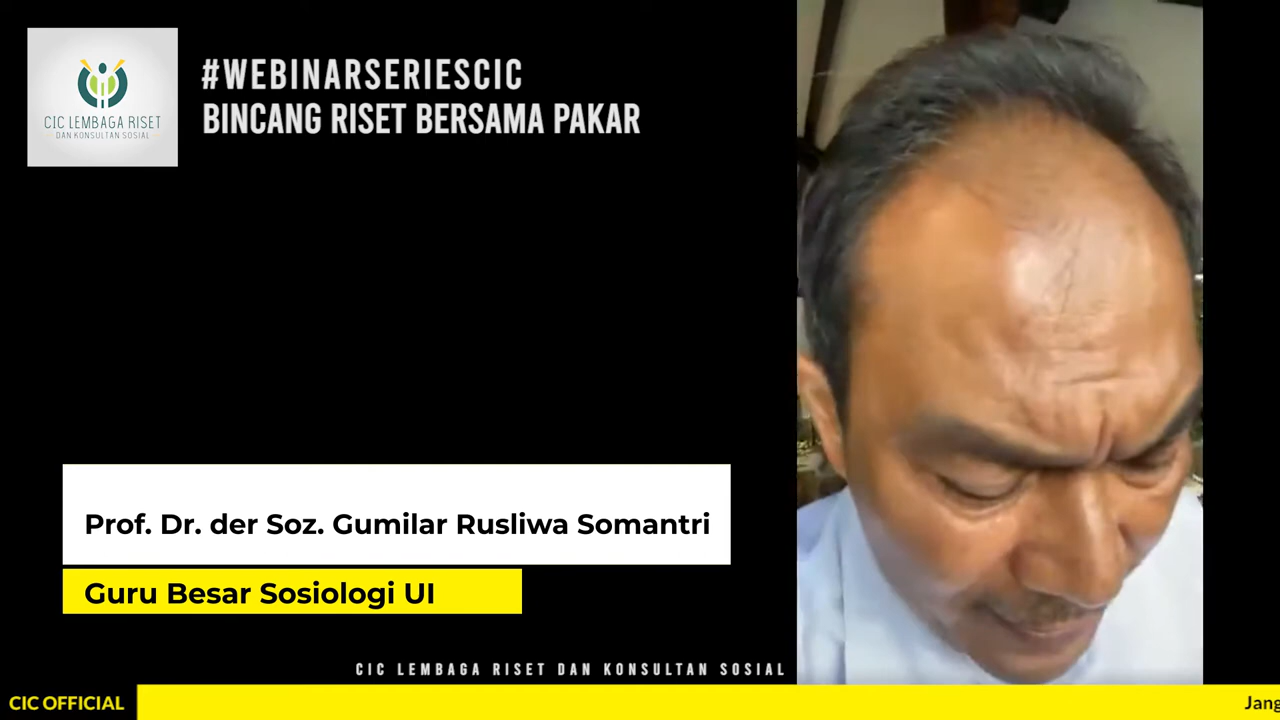 #WEBINARSERIESCIC
BINCANG RISET BERSAMA PAKAR
CIC LEMBAGA RISET
DAN KONSULTAN SOSIAL
Prof. Dr. der Soz. Gumilar Rusliwa Somantri
Guru Besar Sosiologi UI
CIC LEMBAGA RISET DAN KONSULTAN SOSIAL
CIC OFFICIAL
Jang